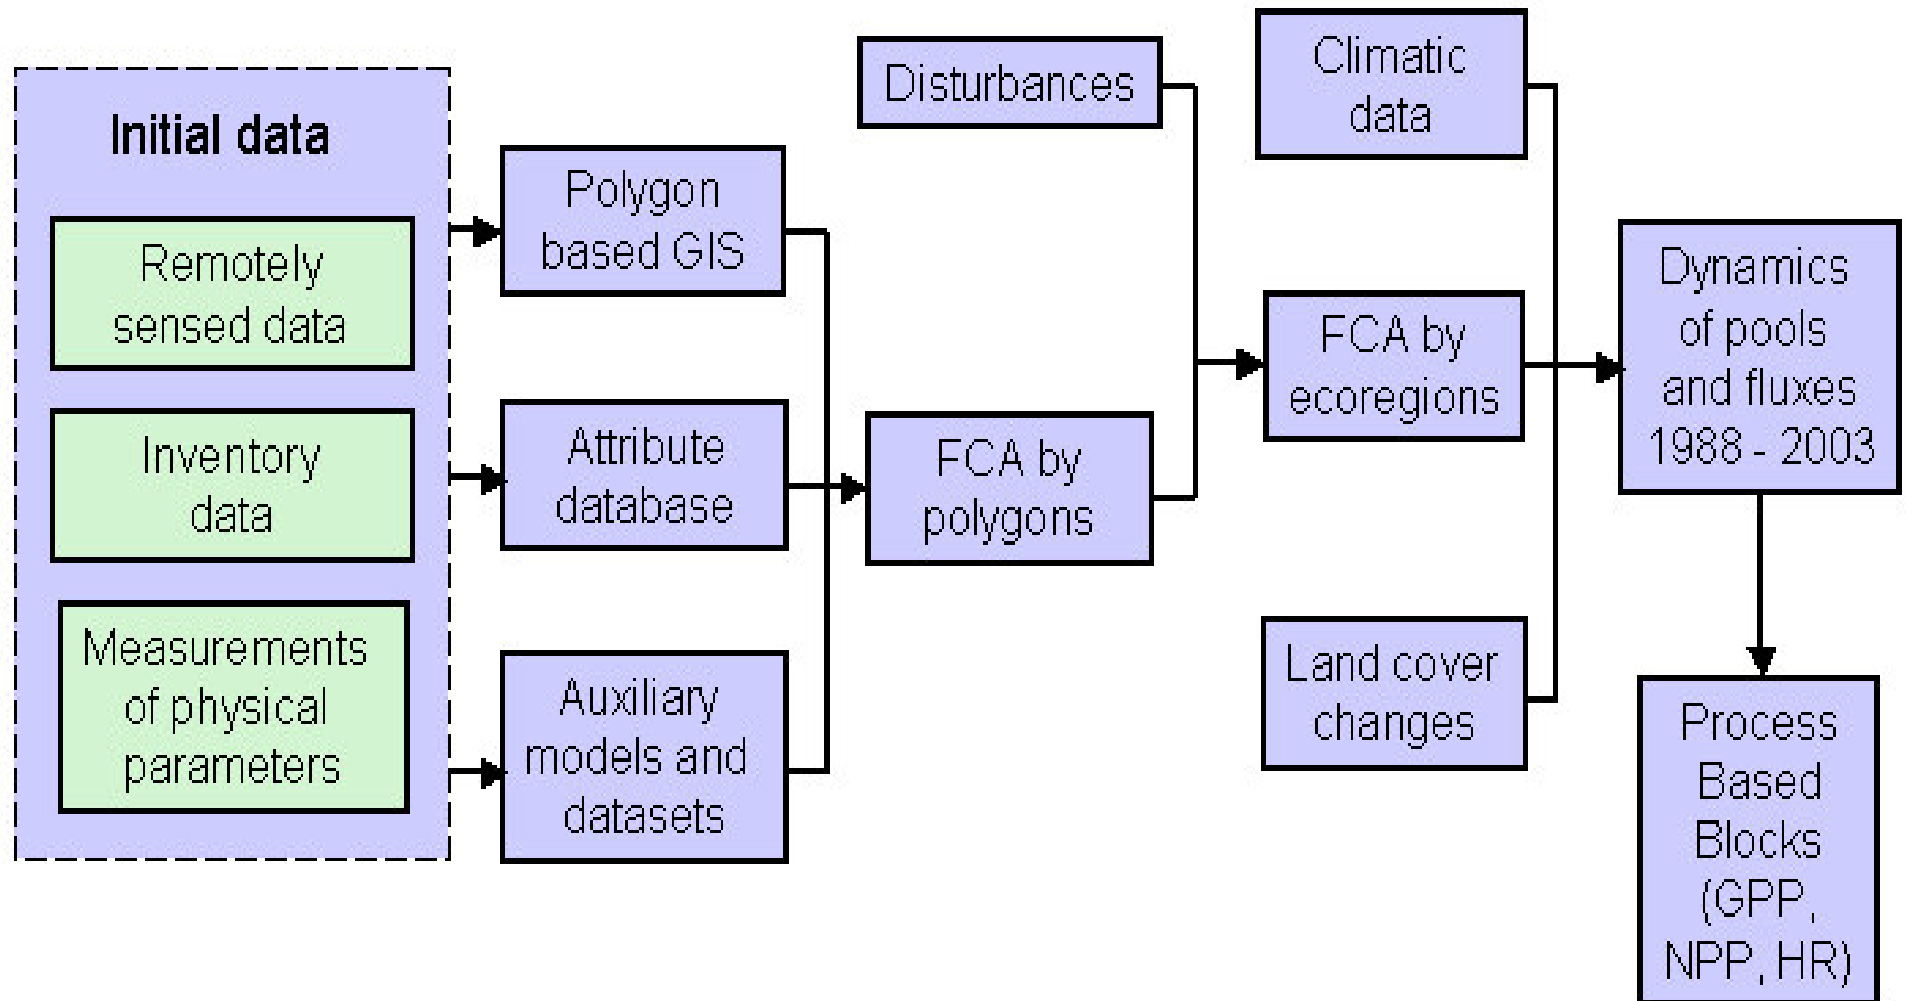 Initial data
Remotely
sensed data
Inventory
data
Measurements
of physical
parameters
Polygon
based GIS
Attribute
database
Auxiliary
models and
datasets
Disturbances
FCA by
polygons
Climatic
data
FCA by
ecoregions
Land cover
changes
Dynamics
of pools
and fluxes
1988 - 2003
Process
Based
Blocks
(GPP,
NPP, HR)